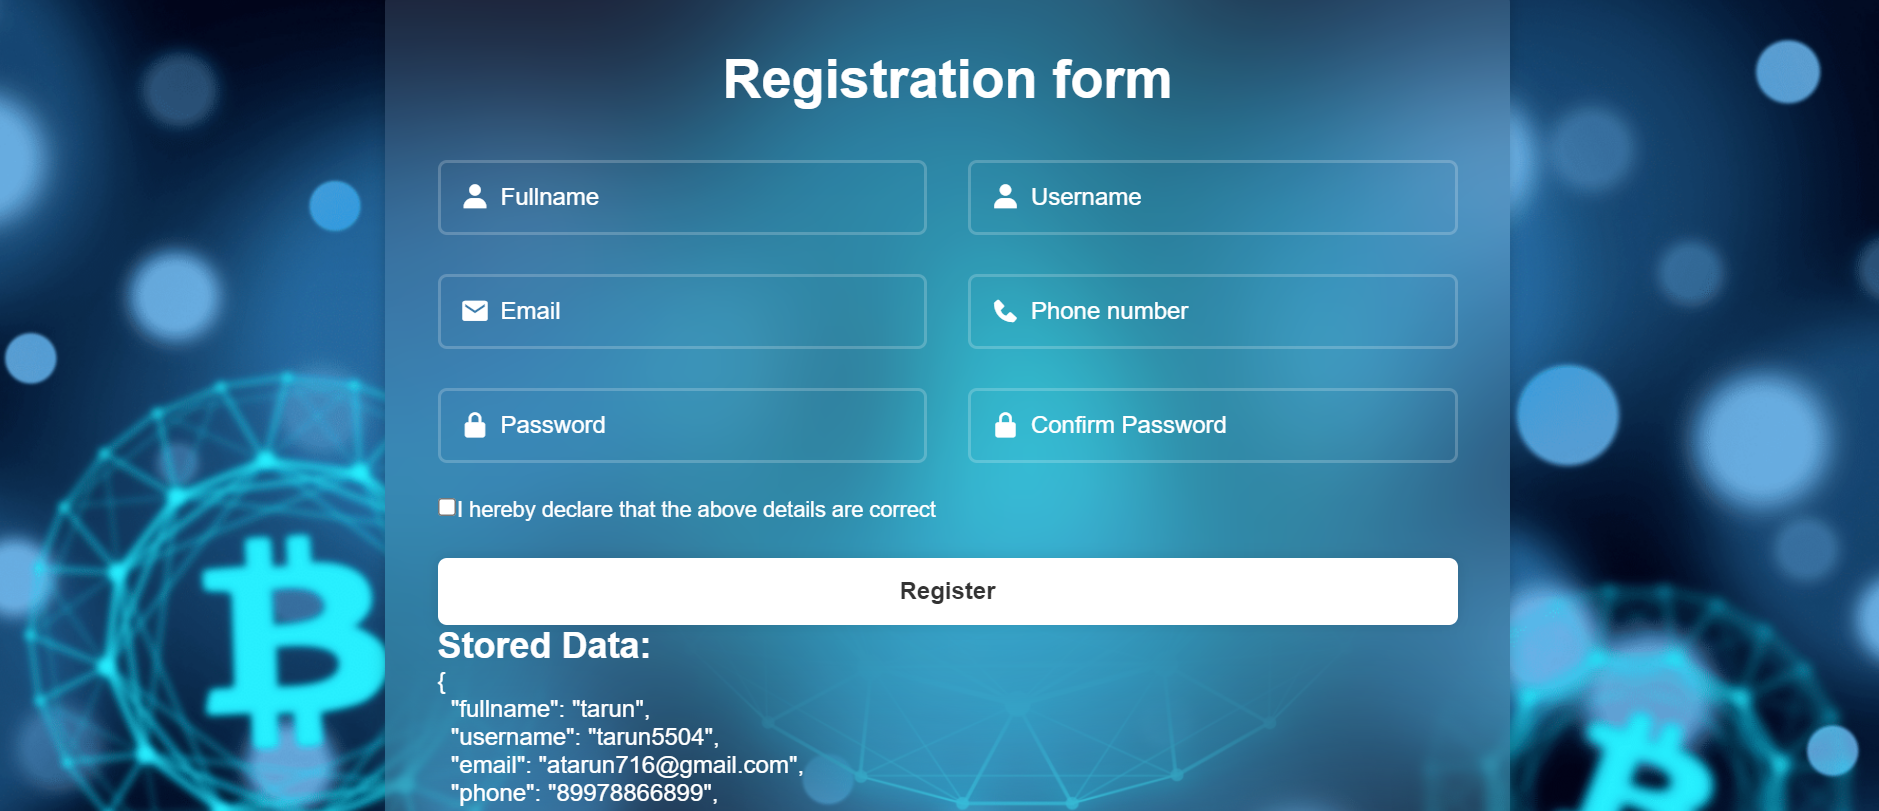 Registration form
Fullname
Username
Email
Phone number
Password
Confirm Password
I hereby declare that the above details are correct
Register
Stored Data:
{
"fullname": "tarun",
"username": "tarun5504",
"email": "atarun716@gmail.com",
"phone": "89978866899",